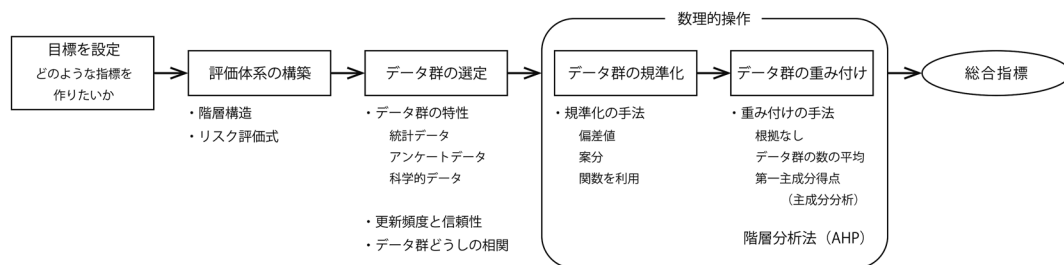 数理的操作
目標を設定
どのような指標を
作りたいか
評価体系の構築
・階層構造
・リスク評価式
データ群の選定
・データ群の特性
統計データ
アンケートデータ
科学的データ
・更新頻度と信頼性
・データ群どうしの相関
データ群の規準化
・規準化の手法
偏差値
案分
関数を利用
データ群の重み付け
・重み付けの手法
根拠なし
データ群の数の平均
第一主成分得点
（主成分分析）
階層分析法（AHP）
総合指標